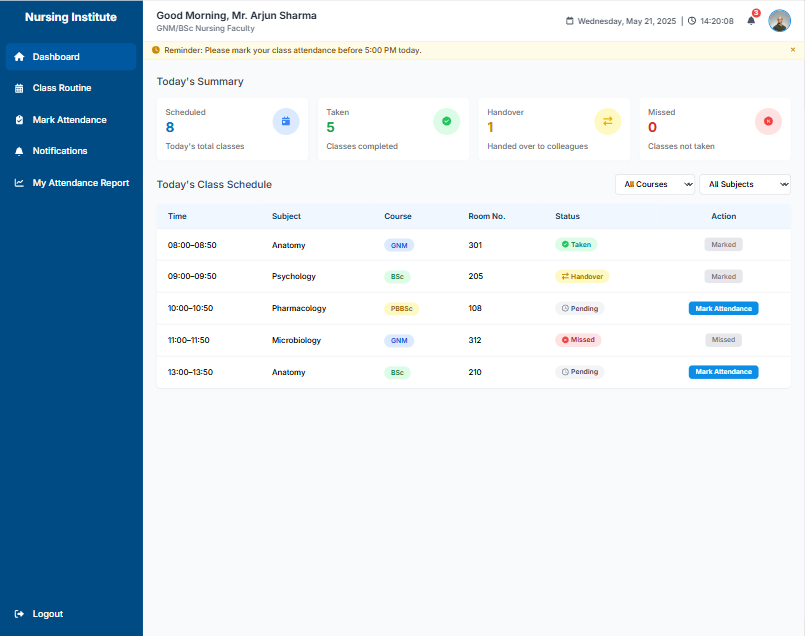 Nursing Institute
Dashboard
Class Routine
Mark Attendance
Notifications
My Attendance Report
Logout
Good Morning, Mr. Arjun Sharma
GNM/BSc Nursing Faculty
Wednesday, May 21, 2025 | 14:20:08
3
Reminder: Please mark your class attendance before 5:00 PM today.
Today's Summary
Scheduled
8
Today's total classes
Taken
5
Classes completed
Handover
1
Handed over to colleagues
Missed
0
Classes not taken
Today's Class Schedule
All Courses
All Subjects
Time Subject Course Room No. Status Action
08:00–08:50 Anatomy GNM 301 Taken Marked
09:00–09:50 Psychology BSc 205 Handover Marked
10:00–10:50 Pharmacology PBBSc 108 Pending Mark Attendance
11:00–11:50 Microbiology GNM 312 Missed Missed
13:00–13:50 Anatomy BSc 210 Pending Mark Attendance